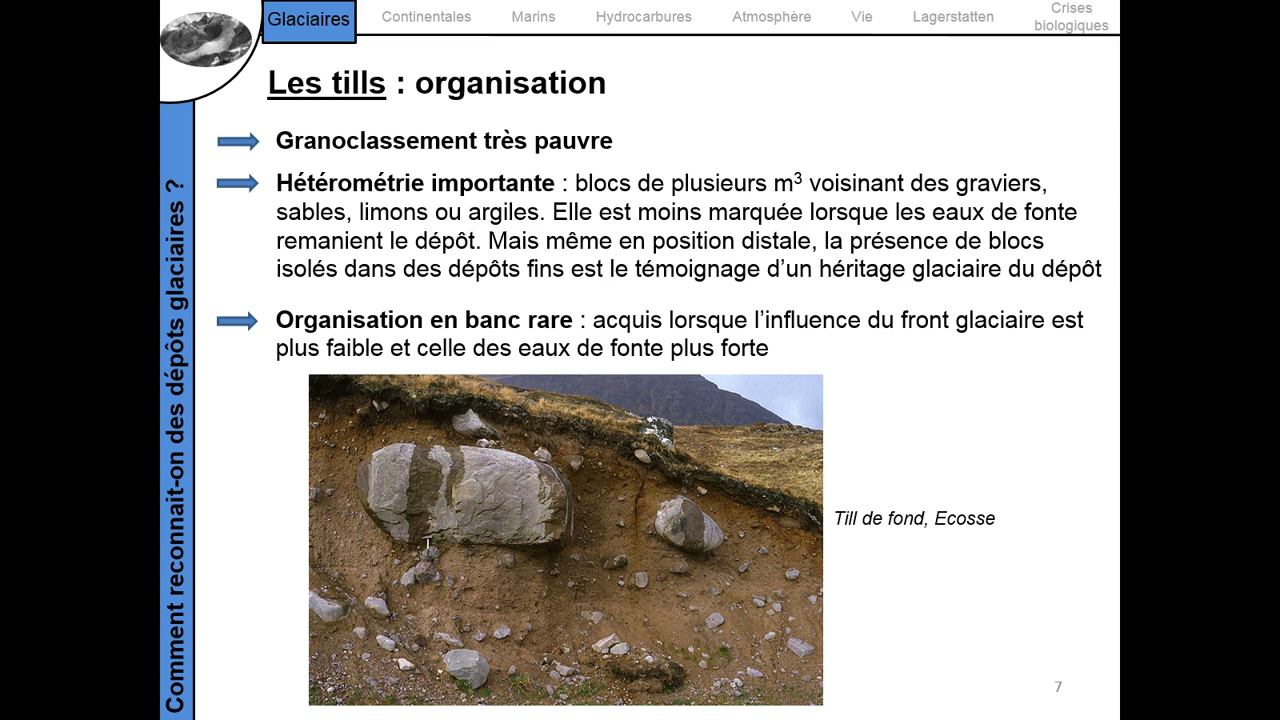 Glaciaires
Continentales
Marins
Hydrocarbures
Atmosphère
Vie
Lagerstatten
Crises
biologiques
Comment reconnait-on des dépôts glaciaires ?
Les tills : organisation
Granoclassement très pauvre
Hétérométrie importante : blocs de plusieurs m³ voisinant des graviers,
sables, limons ou argiles. Elle est moins marquée lorsque les eaux de fonte
remanient le dépôt. Mais même en position distale, la présence de blocs
isolés dans des dépôts fins est le témoignage d’un héritage glaciaire du dépôt
Organisation en banc rare : acquis lorsque l’influence du front glaciaire est
plus faible et celle des eaux de fonte plus forte
Till de fond, Ecosse
7